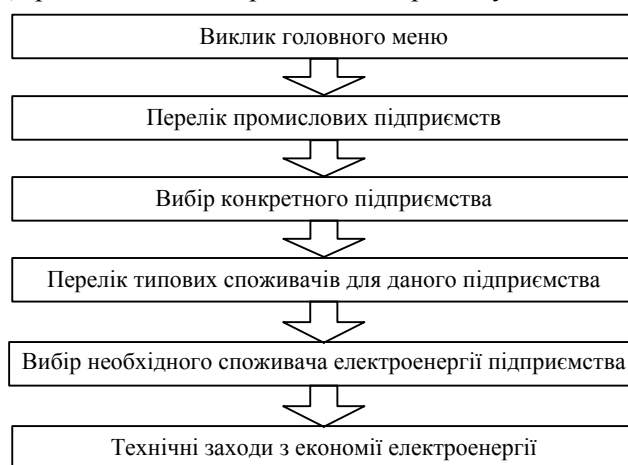 Виклик головного меню
Перелік промислових підприємств
Вибір конкретного підприємства
Перелік типових споживачів для даного підприємства
Вибір необхідного споживача електроенергії підприємства
Технічні заходи з економії електроенергії